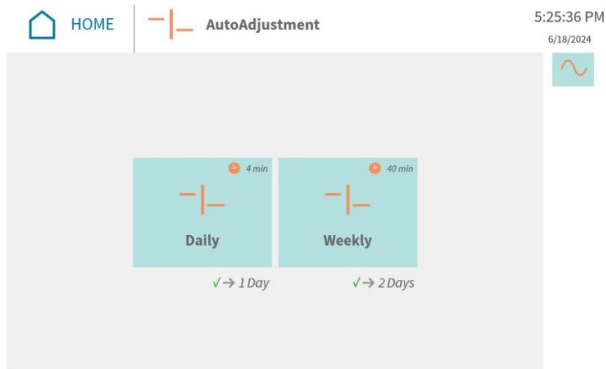 HOME
AutoAdjustment
5:25:36 PM
6/18/2024
4 min
40 min
Daily
Weekly
✓→ 1 Day
✓→ 2 Days